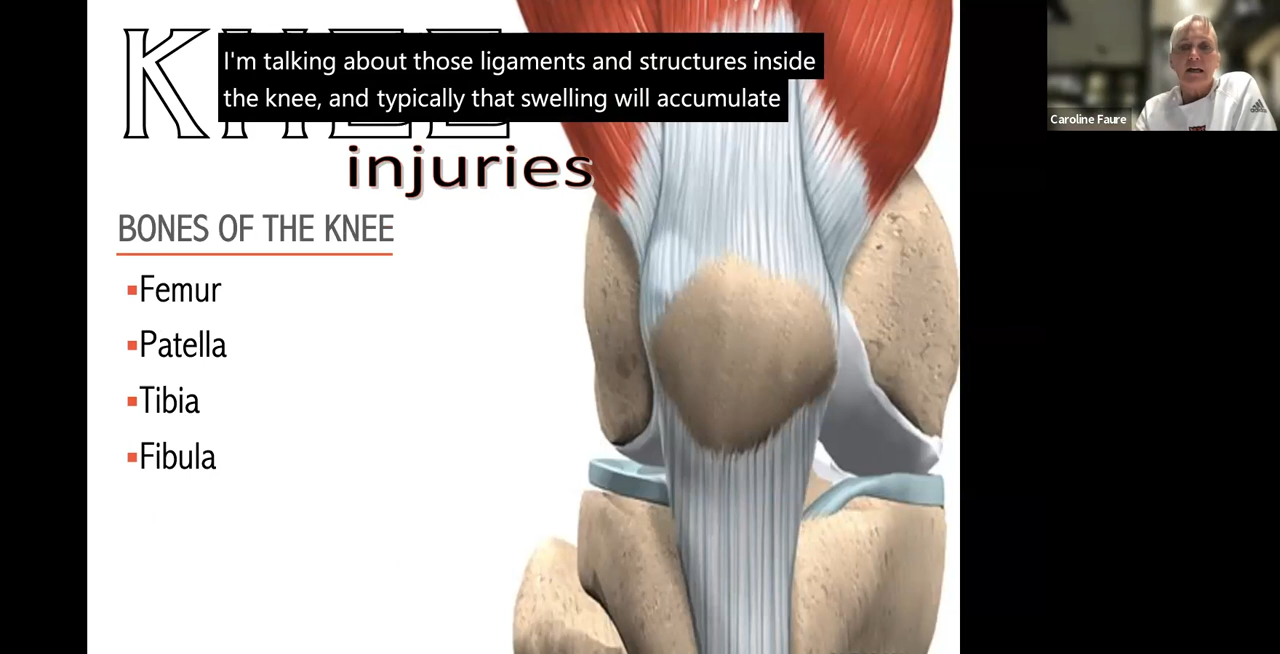 KNEE
I'm talking about those ligaments and structures inside
the knee, and typically that swelling will accumulate
injuries
BONES OF THE KNEE
▪Femur
▪Patella
▪Tibia
▪Fibula
Caroline Faure